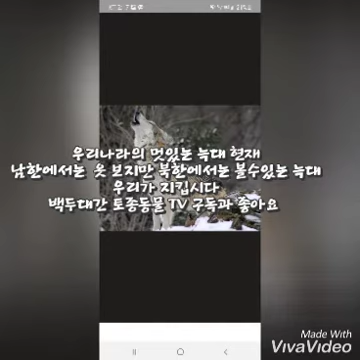 우리나라의 멋있는 늑대 현재
남한에서는 못 보지만 북한에서는 볼수있는 늑대
우리가 지킵시다
백두대간 토종동물 TV 구독과 좋아요
Made With
VivaVideo